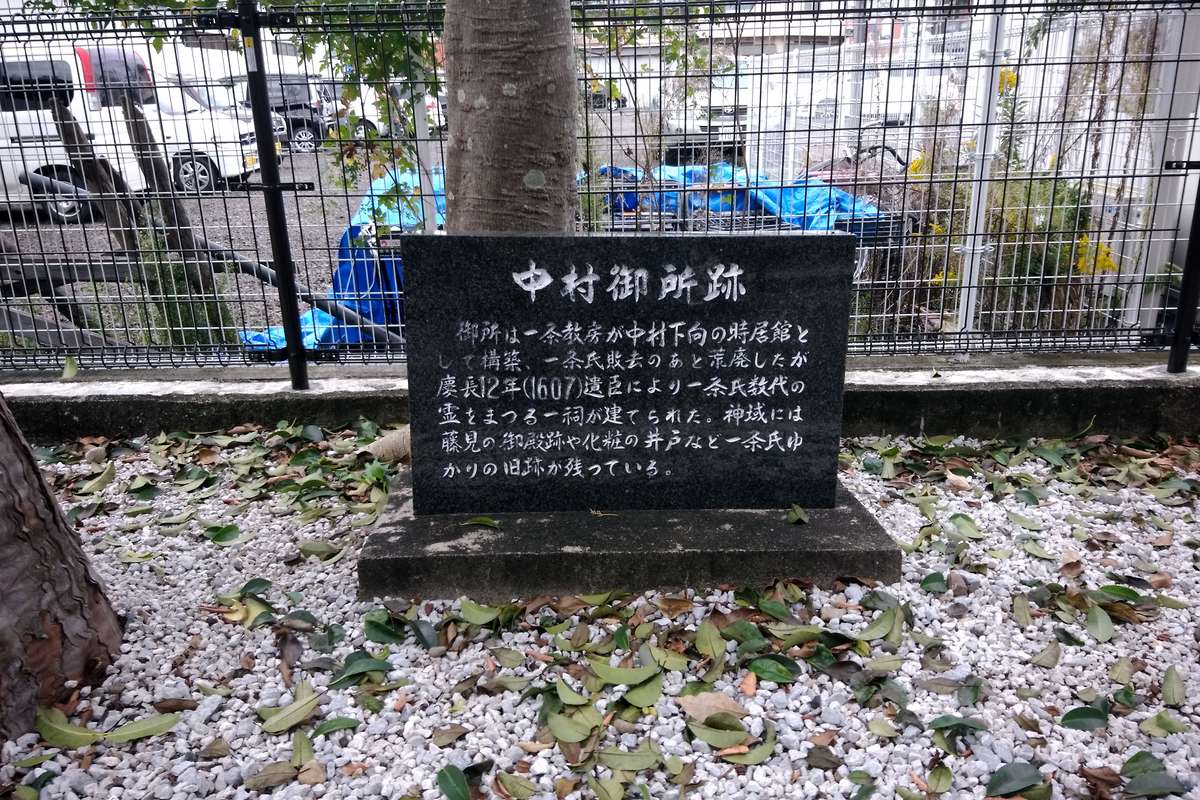 中村御所跡
御所は一条教房が中村下向の時居館と
して構築、一条氏敗去のあと荒廃したが
慶長12年(1607)遺臣により一条氏数代の
霊をまつる一祠が建てられた。神域には
藤見の御殿跡や化粧の井戸など一条氏ゆ
かりの旧跡が残っている。